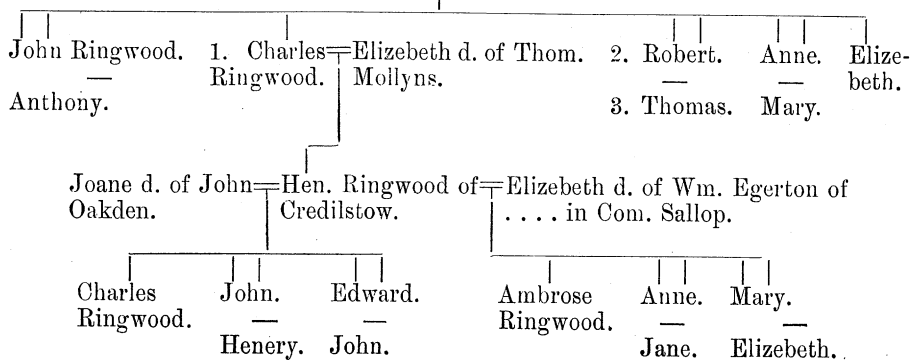 John Ringwood. 1. Charles Elizebeth d. of Thom. 2. Robert. Anne. Elize-
Ringwood. Mollyns. — — — beth.
Anthony. 3. Thomas. Mary.
Joane d. of John Hen. Ringwood of Elizebeth d. of Wm. Egerton of
Oakden. Credilstow. . . . . in Com. Sallop.
Charles John. Edward. Ambrose Anne. Mary.
Ringwood. — — Ringwood. — —
Henery. John. Jane. Elizebeth.